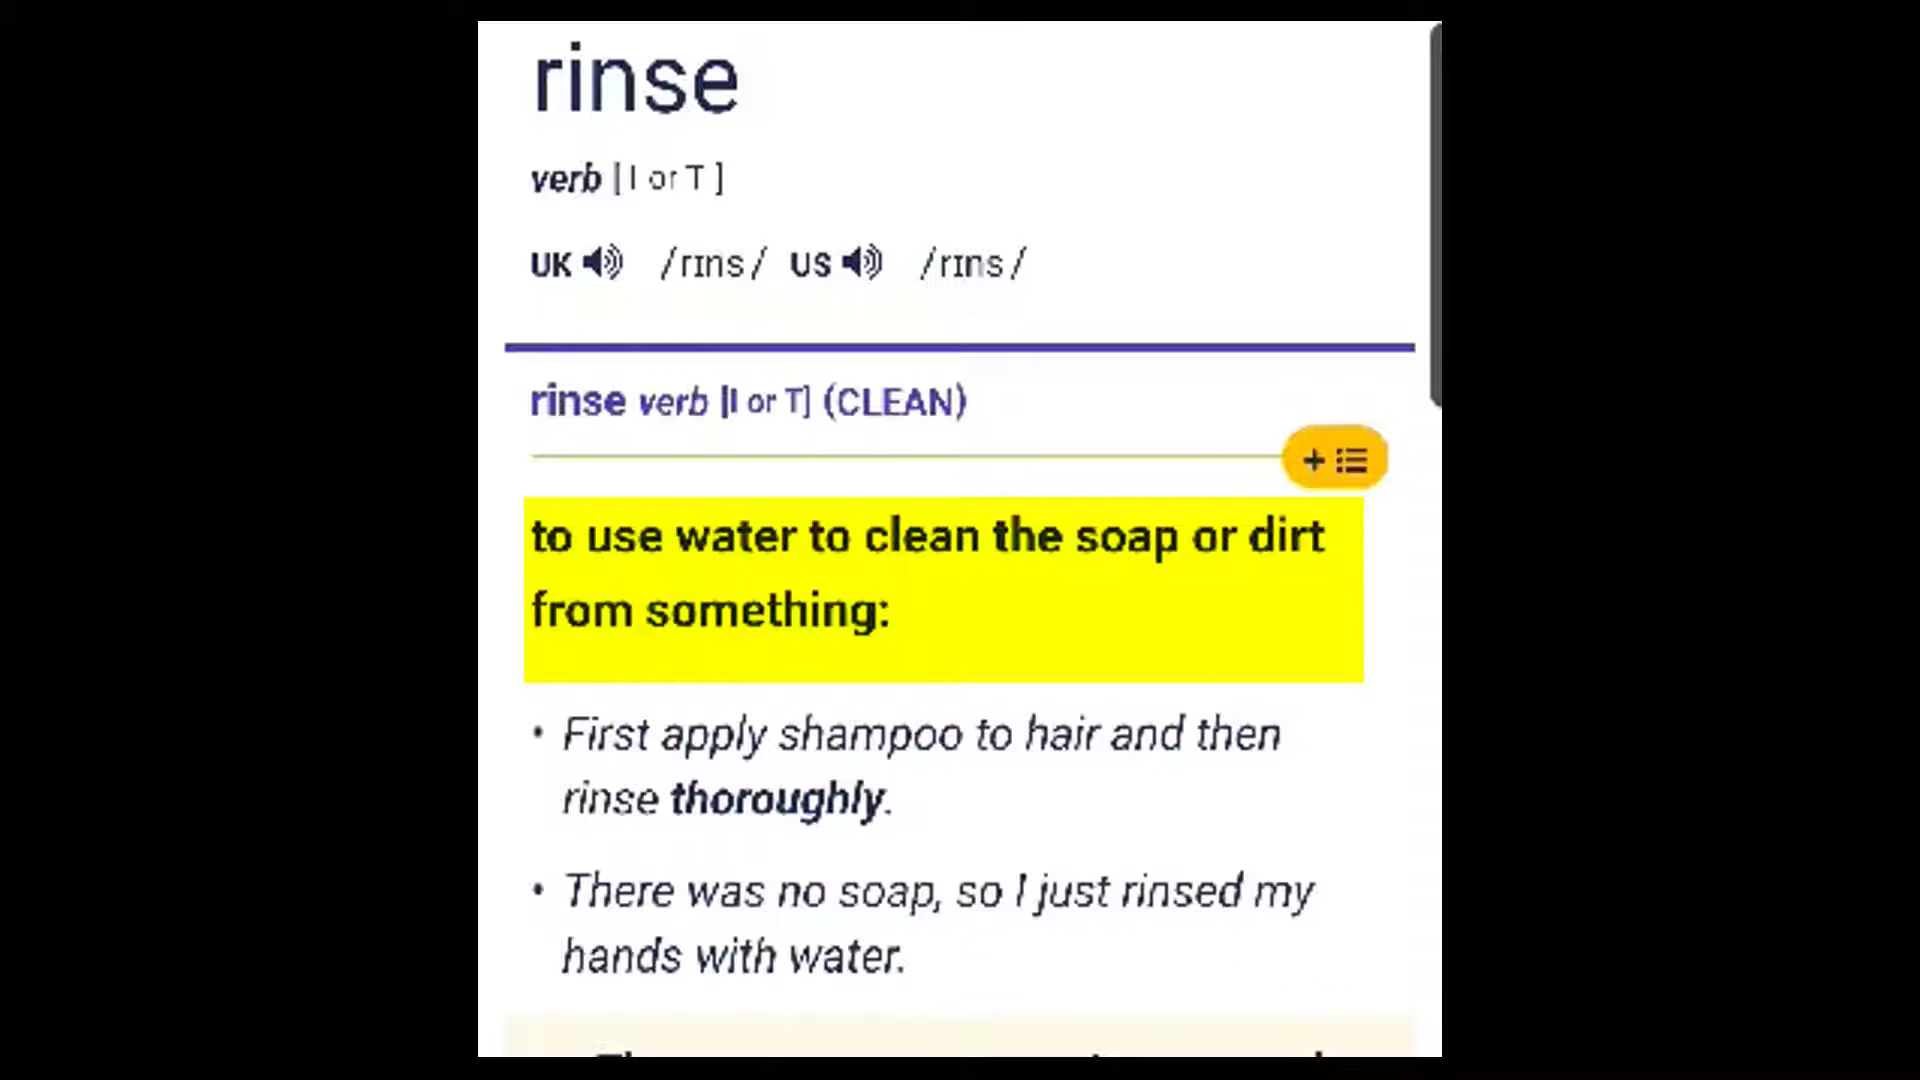 rinse
verb [ I or T ]
UK /rɪns/ US /rɪns/
rinse verb [I or T] (CLEAN)
+
to use water to clean the soap or dirt
from something:
• First apply shampoo to hair and then
rinse thoroughly.
• There was no soap, so I just rinsed my
hands with water.